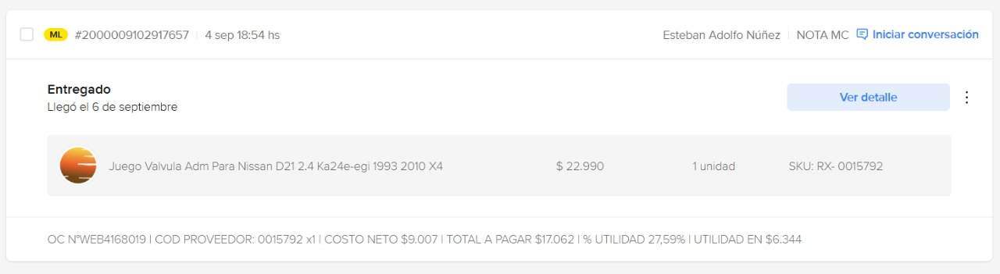 ML #2000009102917657 | 4 sep 18:54 hs Esteban Adolfo Núñez | NOTA MC Iniciar conversación
Entregado
Ver detalle
Llegó el 6 de septiembre
Juego Valvula Adm Para Nissan D21 2.4 Ka24e-egi 1993 2010 X4 $ 22.990 1 unidad SKU: RX- 0015792
OC N°WEB4168019 | COD PROVEEDOR: 0015792 x1 | COSTO NETO $9.007 | TOTAL A PAGAR $17.062 | % UTILIDAD 27,59% | UTILIDAD EN $6.344